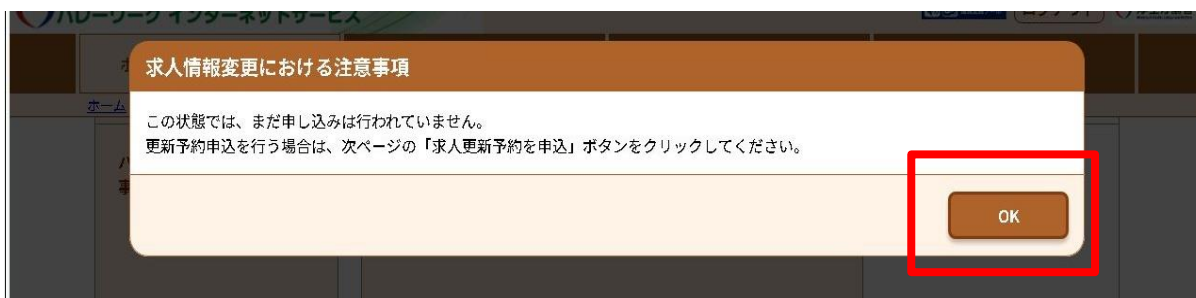 ハローワーク インターネットサービス
ログアウト
求人情報変更における注意事項
ホーム
この状態では、まだ申し込みは行われていません。
更新予約申込を行う場合は、次ページの「求人更新予約を申込」ボタンをクリックしてください。
OK